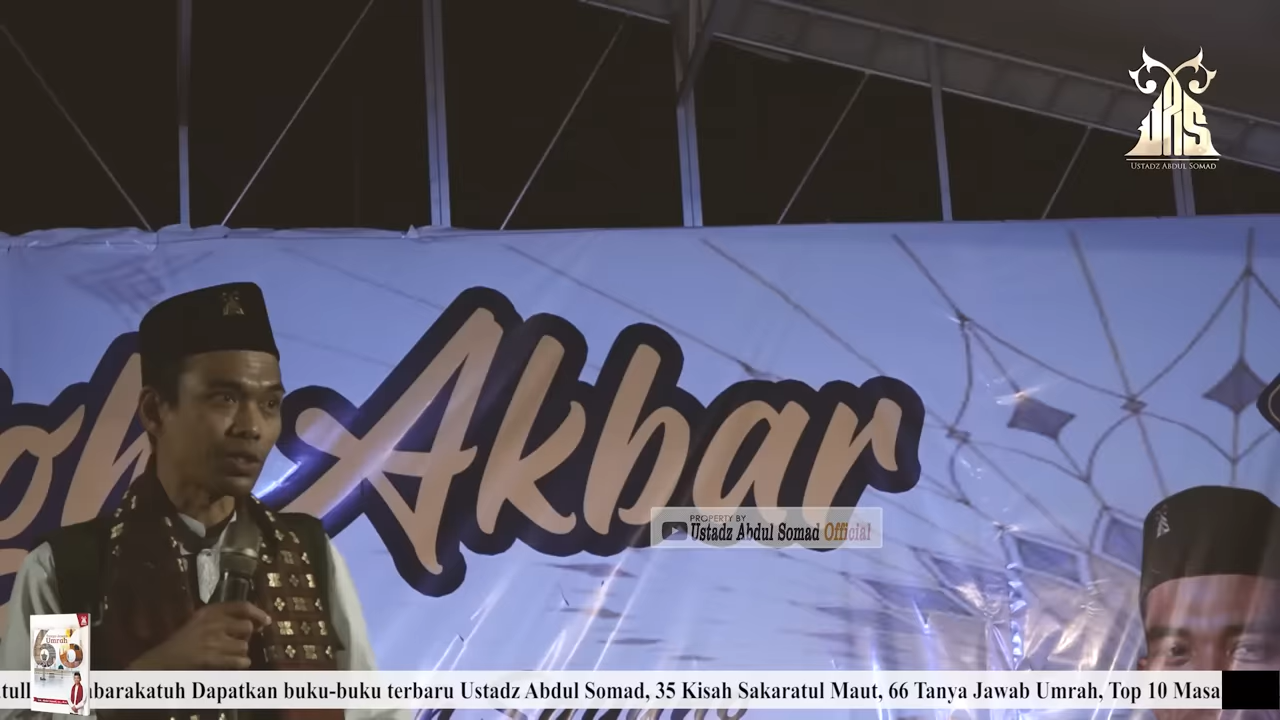 UAS
USTADZ ABDUL SOMAD
Akbar
PROPERTY BY
Ustadz Abdul Somad Official
Umrah
barakatuh Dapatkan buku-buku terbaru Ustadz Abdul Somad, 35 Kisah Sakaratul Maut, 66 Tanya Jawab Umrah, Top 10 Masa